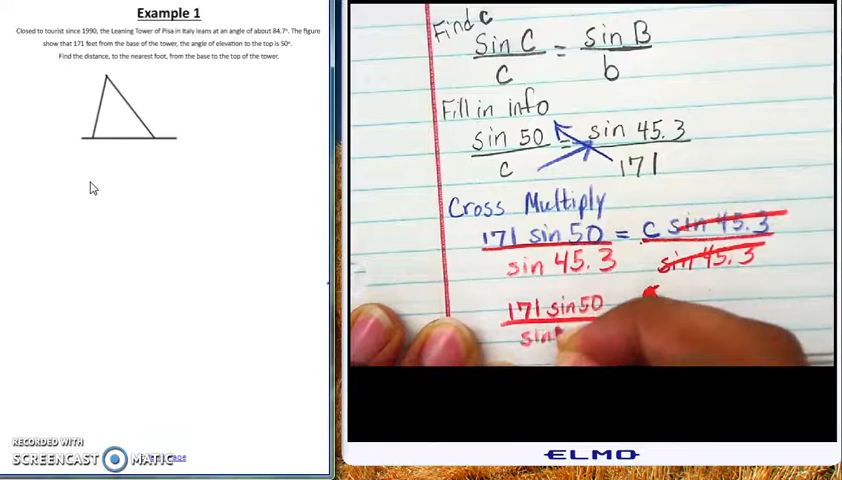 Example 1
Closed to tourist since 1990, the Leaning Tower of Pisa in Italy leans at an angle of about 84.7º. The figure
show that 171 feet from the base of the tower, the angle of elevation to the top is 50º.
Find the distance, to the nearest foot, from the base to the top of the tower.
RECORDED WITH
SCREENCAST MATIC
Find c
Sin C / c = sin B / b
Fill in info
sin 50 / c = sin 45.3 / 171
Cross Multiply
171 sin 50 = c sin 45.3
sin 45.3 sin 45.3
171 sin 50
sin
ELMO